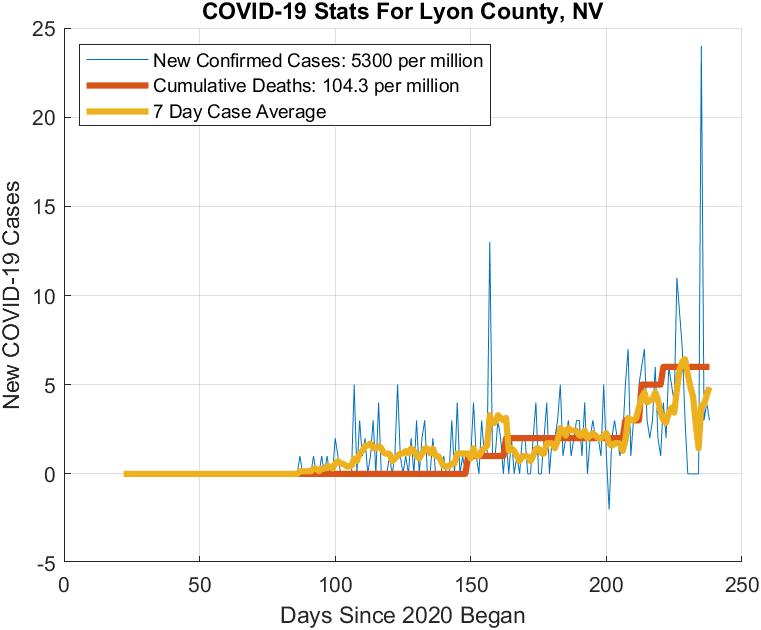 COVID-19 Stats For Lyon County, NV
25
20
15
10
5
0
-5
New COVID-19 Cases
New Confirmed Cases: 5300 per million
Cumulative Deaths: 104.3 per million
7 Day Case Average
0
50
100
150
200
250
Days Since 2020 Began